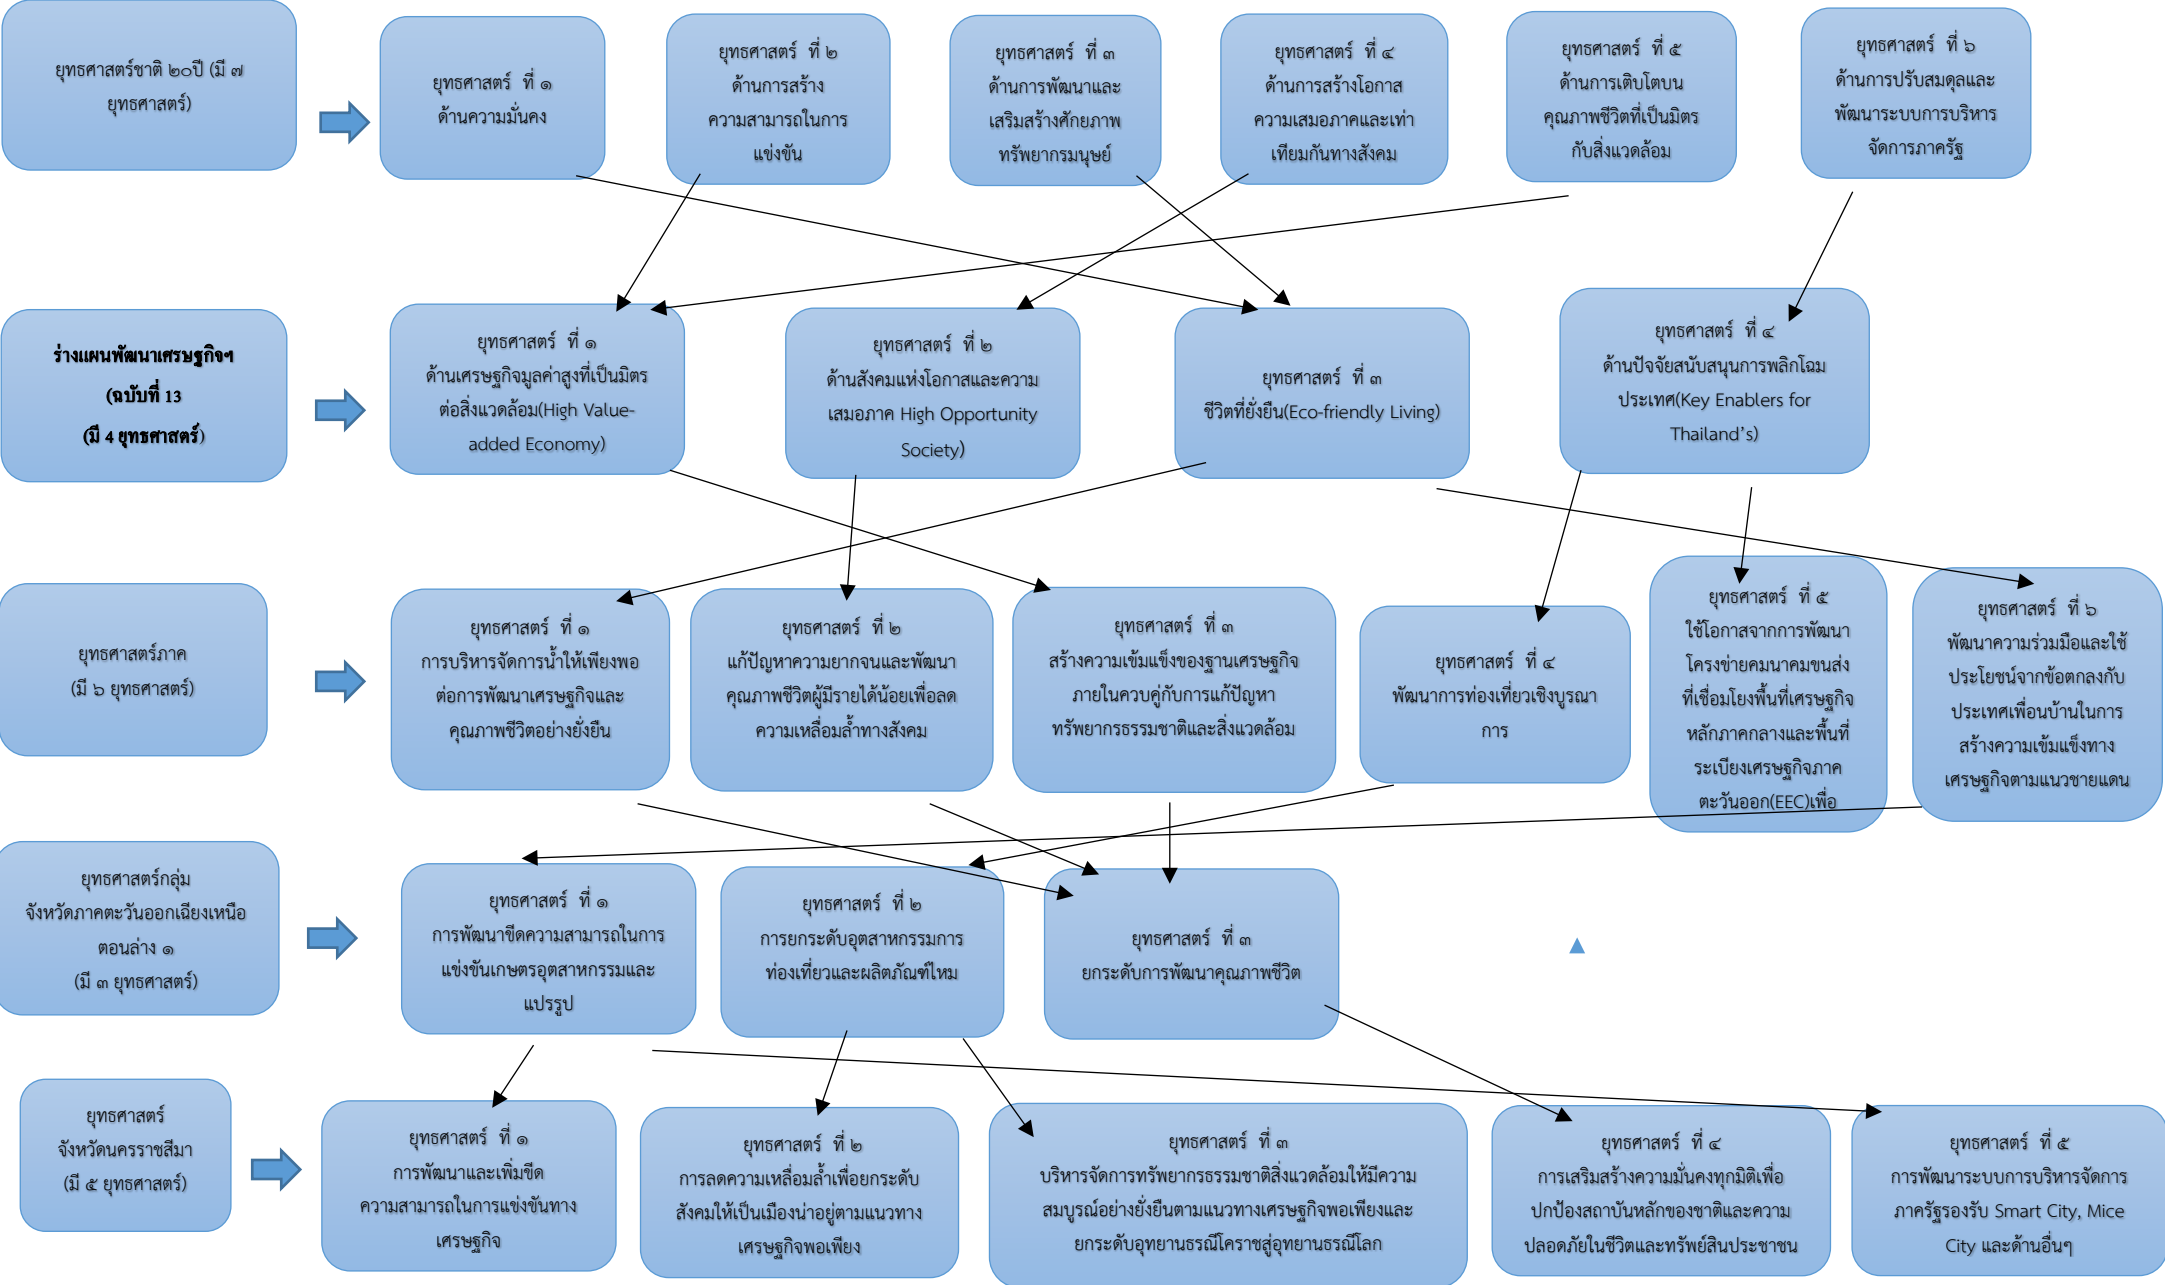 ยุทธศาสตร์ชาติ ๒๐ปี (มี ๗
ยุทธศาสตร์)
ยุทธศาสตร์ ที่ ๑
ด้านความมั่นคง
ยุทธศาสตร์ ที่ ๒
ด้านการสร้าง
ความสามารถในการ
แข่งขัน
ยุทธศาสตร์ ที่ ๓
ด้านการพัฒนาและ
เสริมสร้างศักยภาพ
ทรัพยากรมนุษย์
ยุทธศาสตร์ ที่ ๔
ด้านการสร้างโอกาส
ความเสมอภาคและเท่า
เทียมกันทางสังคม
ยุทธศาสตร์ ที่ ๕
ด้านการเติบโตบน
คุณภาพชีวิตที่เป็นมิตร
กับสิ่งแวดล้อม
ยุทธศาสตร์ ที่ ๖
ด้านการปรับสมดุลและ
พัฒนาระบบการบริหาร
จัดการภาครัฐ
ร่างแผนพัฒนาเศรษฐกิจฯ
(ฉบับที่ 13
(มี 4 ยุทธศาสตร์)
ยุทธศาสตร์ ที่ ๑
ด้านเศรษฐกิจมูลค่าสูงที่เป็นมิตร
ต่อสิ่งแวดล้อม(High Value-
added Economy)
ยุทธศาสตร์ ที่ ๒
ด้านสังคมแห่งโอกาสและความ
เสมอภาค High Opportunity
Society)
ยุทธศาสตร์ ที่ ๓
ชีวิตที่ยั่งยืน(Eco-friendly Living)
ยุทธศาสตร์ ที่ ๔
ด้านปัจจัยสนับสนุนการพลิกโฉม
ประเทศ(Key Enablers for
Thailand’s)
ยุทธศาสตร์ภาค
(มี ๖ ยุทธศาสตร์)
ยุทธศาสตร์ ที่ ๑
การบริหารจัดการน้ำให้เพียงพอ
ต่อการพัฒนาเศรษฐกิจและ
คุณภาพชีวิตอย่างยั่งยืน
ยุทธศาสตร์ ที่ ๒
แก้ปัญหาความยากจนและพัฒนา
คุณภาพชีวิตผู้มีรายได้น้อยเพื่อลด
ความเหลื่อมล้ำทางสังคม
ยุทธศาสตร์ ที่ ๓
สร้างความเข้มแข็งของฐานเศรษฐกิจ
ภายในควบคู่กับการแก้ปัญหา
ทรัพยากรธรรมชาติและสิ่งแวดล้อม
ยุทธศาสตร์ ที่ ๔
พัฒนาการท่องเที่ยวเชิงบูรณา
การ
ยุทธศาสตร์ ที่ ๕
ใช้โอกาสจากการพัฒนา
โครงข่ายคมนาคมขนส่ง
ที่เชื่อมโยงพื้นที่เศรษฐกิจ
หลักภาคกลางและพื้นที่
ระเบียงเศรษฐกิจภาค
ตะวันออก(EEC)เพื่อ
ยุทธศาสตร์ ที่ ๖
พัฒนาความร่วมมือและใช้
ประโยชน์จากข้อตกลงกับ
ประเทศเพื่อนบ้านในการ
สร้างความเข้มแข็งทาง
เศรษฐกิจตามแนวชายแดน
ยุทธศาสตร์กลุ่ม
จังหวัดภาคตะวันออกเฉียงเหนือ
ตอนล่าง ๑
(มี ๓ ยุทธศาสตร์)
ยุทธศาสตร์ ที่ ๑
การพัฒนาขีดความสามารถในการ
แข่งขันเกษตรอุตสาหกรรมและ
แปรรูป
ยุทธศาสตร์ ที่ ๒
การยกระดับอุตสาหกรรมการ
ท่องเที่ยวและผลิตภัณฑ์ไหม
ยุทธศาสตร์ ที่ ๓
ยกระดับการพัฒนาคุณภาพชีวิต
ยุทธศาสตร์
จังหวัดนครราชสีมา
(มี ๕ ยุทธศาสตร์)
ยุทธศาสตร์ ที่ ๑
การพัฒนาและเพิ่มขีด
ความสามารถในการแข่งขันทาง
เศรษฐกิจ
ยุทธศาสตร์ ที่ ๒
การลดความเหลื่อมล้ำเพื่อยกระดับ
สังคมให้เป็นเมืองน่าอยู่ตามแนวทาง
เศรษฐกิจพอเพียง
ยุทธศาสตร์ ที่ ๓
บริหารจัดการทรัพยากรธรรมชาติสิ่งแวดล้อมให้มีความ
สมบูรณ์อย่างยั่งยืนตามแนวทางเศรษฐกิจพอเพียงและ
ยกระดับอุทยานธรณีโคราชสู่อุทยานธรณีโลก
ยุทธศาสตร์ ที่ ๔
การเสริมสร้างความมั่นคงทุกมิติเพื่อ
ปกป้องสถาบันหลักของชาติและความ
ปลอดภัยในชีวิตและทรัพย์สินประชาชน
ยุทธศาสตร์ ที่ ๕
การพัฒนาระบบการบริหารจัดการ
ภาครัฐรองรับ Smart City, Mice
City และด้านอื่นๆ